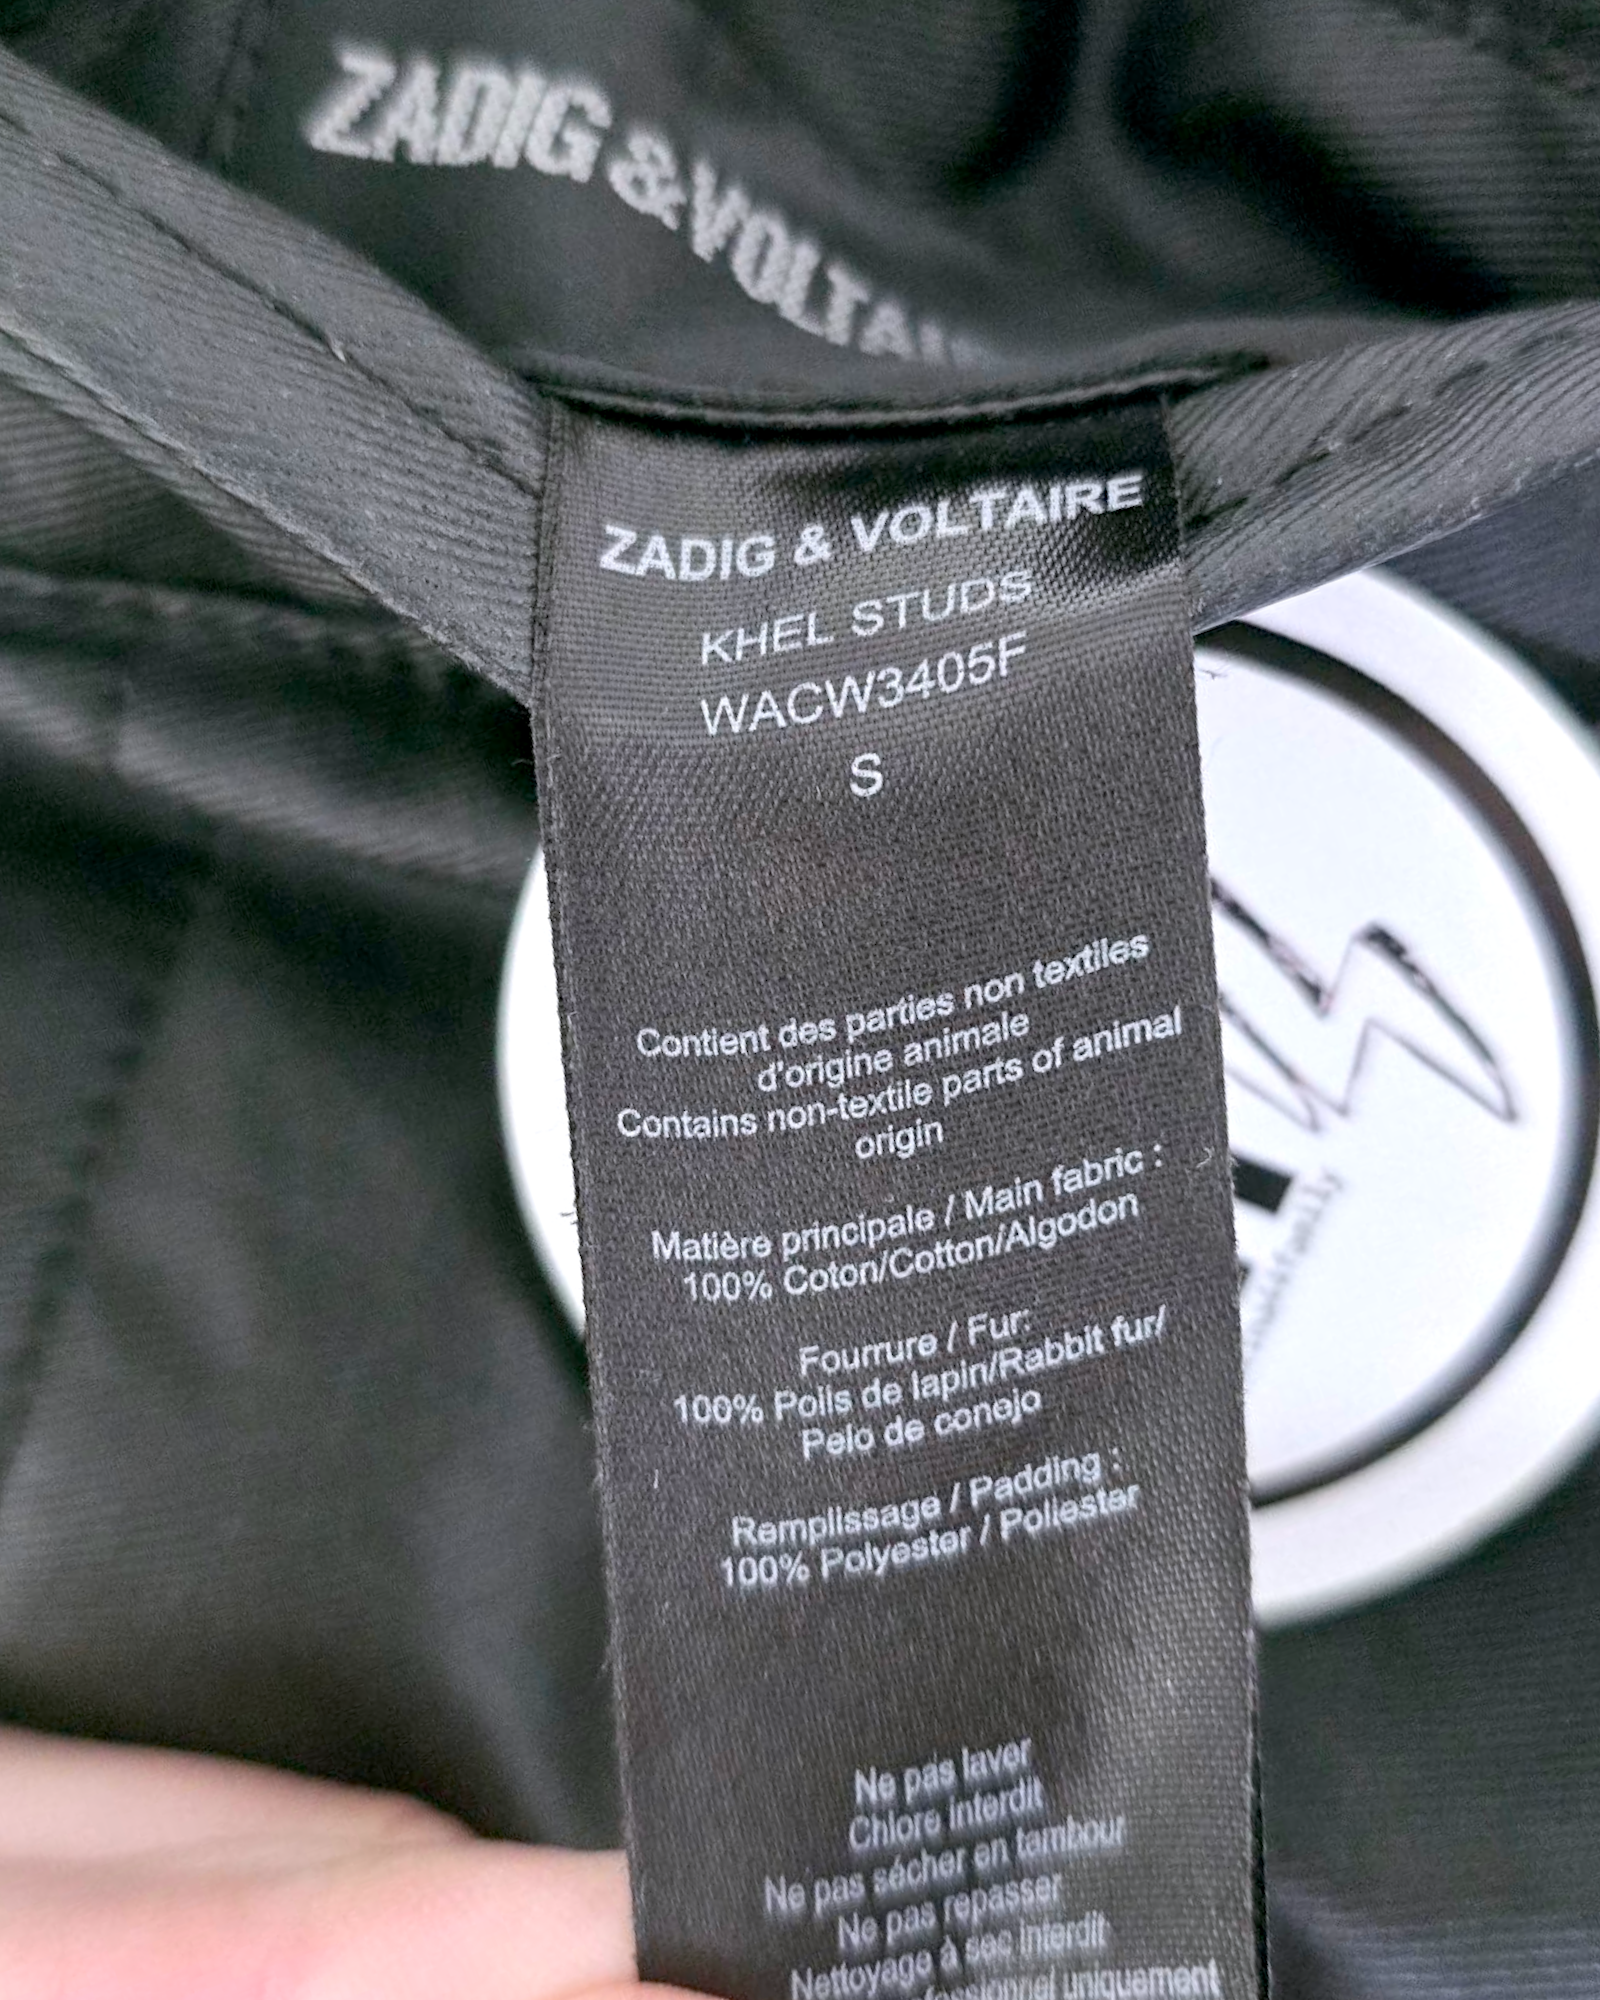 ZADIG & VOLTAI
ZADIG & VOLTAIRE
KHEL STUDS
WACW3405F
S
Contient des parties non textiles
d'origine animale
Contains non-textile parts of animal
origin
Matière principale / Main fabric :
100% Coton/Cotton/Algodon
Fourrure / Fur:
100% Poils de lapin/Rabbit fur/
Pelo de conejo
Remplissage / Padding :
100% Polyester / Poliester
Ne pas laver
Chlore interdit
Ne pas sécher en tambour
Ne pas repasser
Nettoyage à sec interdit
uniquement